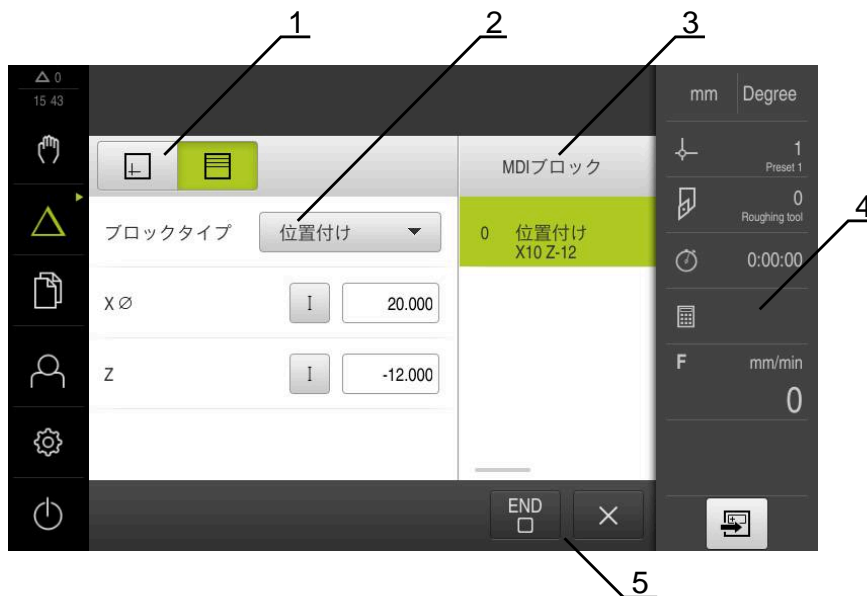 1
2
3
0
15 43
mm
Degree
MDIブロック
1
Preset 1
ブロックタイプ
位置付け
0 位置付け
X10 Z-12
0
Roughing tool
4
0:00:00
X∅
I
20.000
F
mm/min
0
Z
I
-12.000
END
5